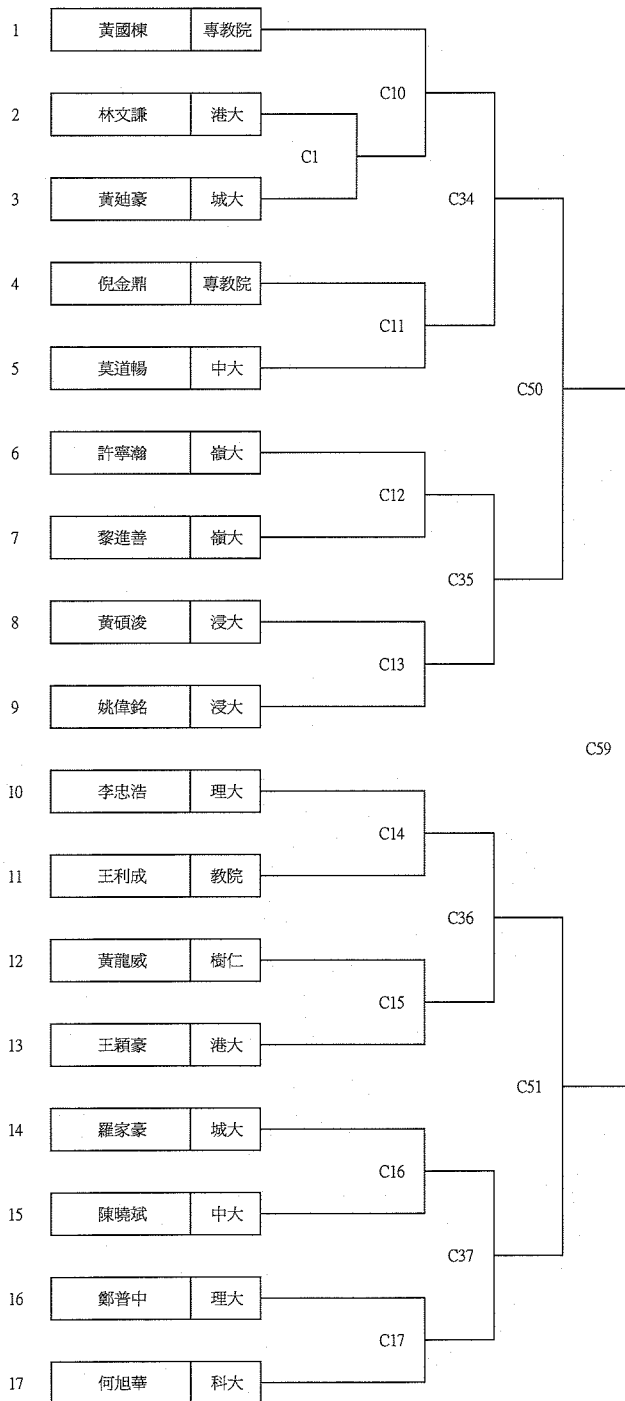 1 黃國棟 專教院
C10
2 林文謙 港大
C1
3 黃廸豪 城大
C34
4 倪金鼎 專教院
C11
5 莫道暢 中大
C50
6 許寧瀚 嶺大
C12
7 黎進善 嶺大
C35
8 黃碩浚 浸大
C13
9 姚偉銘 浸大
C59
10 李忠浩 理大
C14
11 王利成 教院
C36
12 黃龍威 樹仁
C15
13 王穎豪 港大
C51
14 羅家豪 城大
C16
15 陳曉斌 中大
C37
16 鄭普中 理大
C17
17 何旭華 科大